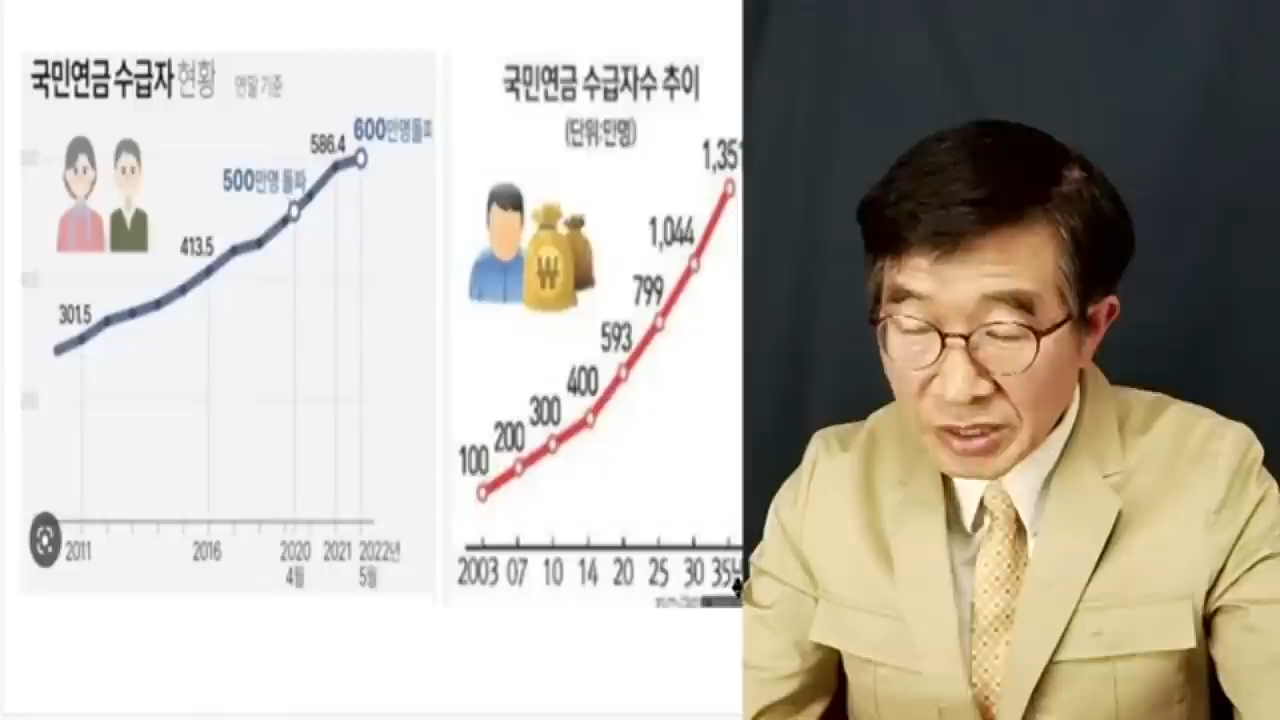 국민연금 수급자 현황 연말 기준
600만명돌파
586.4
500만명 돌파
413.5
301.5
2011 2016 2020 2021 2022년
4월 5월
국민연금 수급자수 추이
(단위:만명)
1,351
1,044
799
593
400
300
200
100
2003 07 10 14 20 25 30 35년